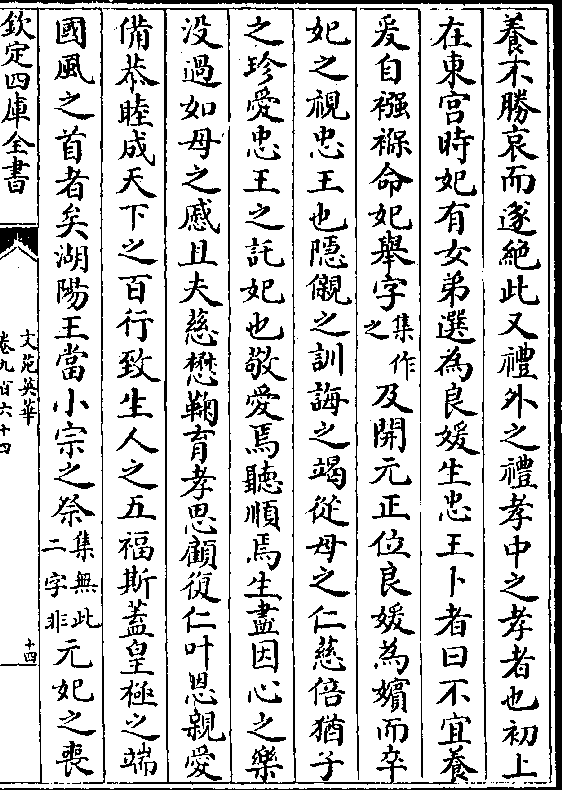 養不勝哀而遂絶此又禮外之禮孝中之孝者也初上
在東宫時妃有女弟選為良媛生忠王卜者曰不宜養
爰自襁褓命妃舉字集作之及開元正位良媛為嬪而卒
妃之視忠王也隱儭之訓誨之竭從母之仁慈倍猶子
之珍愛忠王之託妃也敬愛焉聽順焉生盡因心之樂
没過如母之慼且夫慈懋鞠育孝思顧復仁叶恩親愛
備恭睦成天下之百行致生人之五福斯蓋皇極之端
國風之首者矣湖陽王當小宗之祭集無此二字非元妃之喪
欽定四庫全書
文苑英華
卷九百六十四
十四